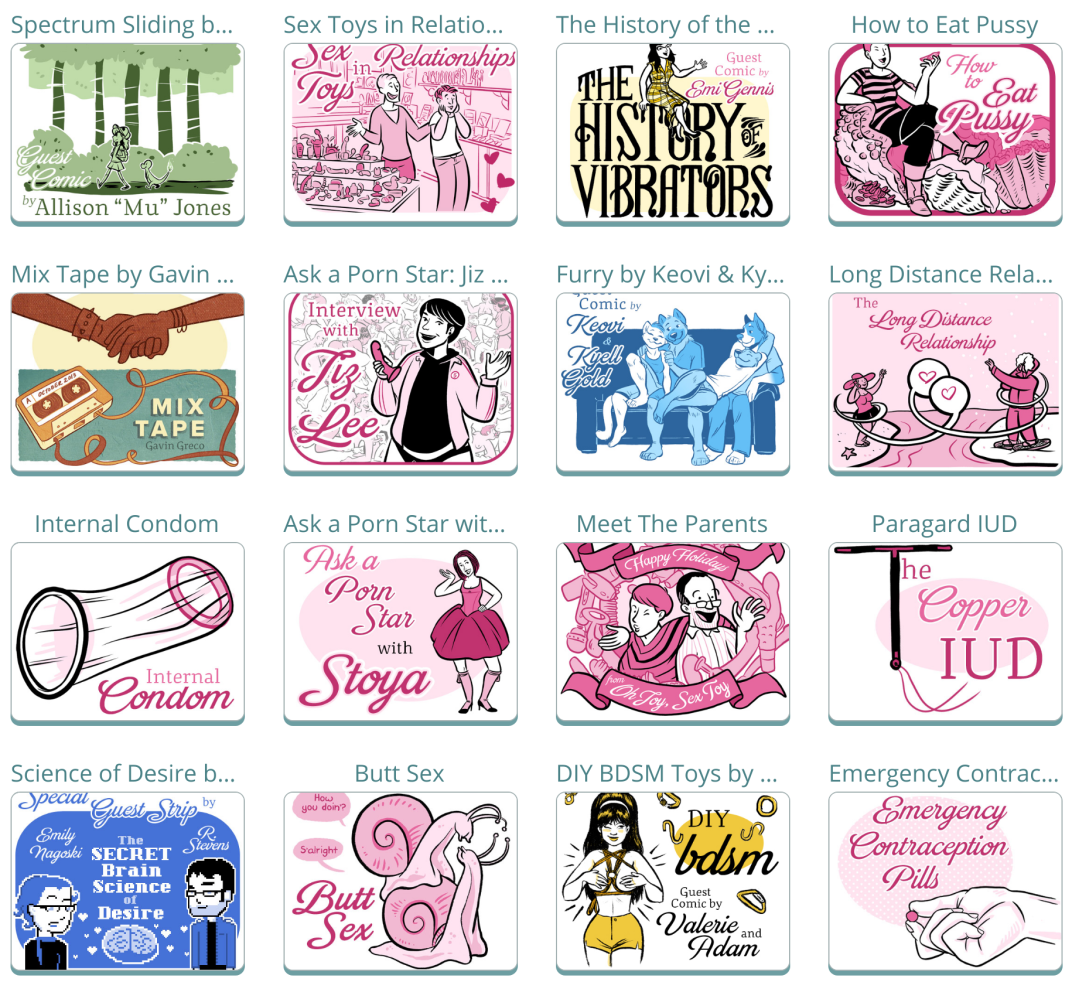 Spectrum Sliding b...
Sex Toys in Relatio...
The History of the ...
How to Eat Pussy
Guest
Comic
by Allison “Mu” Jones
Sex
in Relationships
Toys
Guest
Comic by
Emi Gennis
THE
HISTORY OF
VIBRATORS
How
to
Eat
Pussy
Mix Tape by Gavin ...
Ask a Porn Star: Jiz ...
Furry by Keovi & Ky...
Long Distance Rela...
A OCTOBER 2013
MIX
TAPE
Gavin Greco
Interview
with
Jiz
Lee
Comic by
Keovi
&
Kyell
Gold
The
Long Distance
Relationship
Internal Condom
Ask a Porn Star wit...
Meet The Parents
Paragard IUD
Internal
Condom
Ask a
Porn
Star
with
Stoya
Happy Holidays
from
Oh Joy, Sex Toy
The
Copper
IUD
Science of Desire b...
Butt Sex
DIY BDSM Toys by ...
Emergency Contrac...
Special
Guest Strip by
Emily
Nagoski
R.
Stevens
The
SECRET
Brain
Science
of
Desire
How
you doin?
S'alright.
Butt
Sex
DIY
bdsm
Guest
Comic by
Valerie and
Adam
Emergency
Contraception
Pills